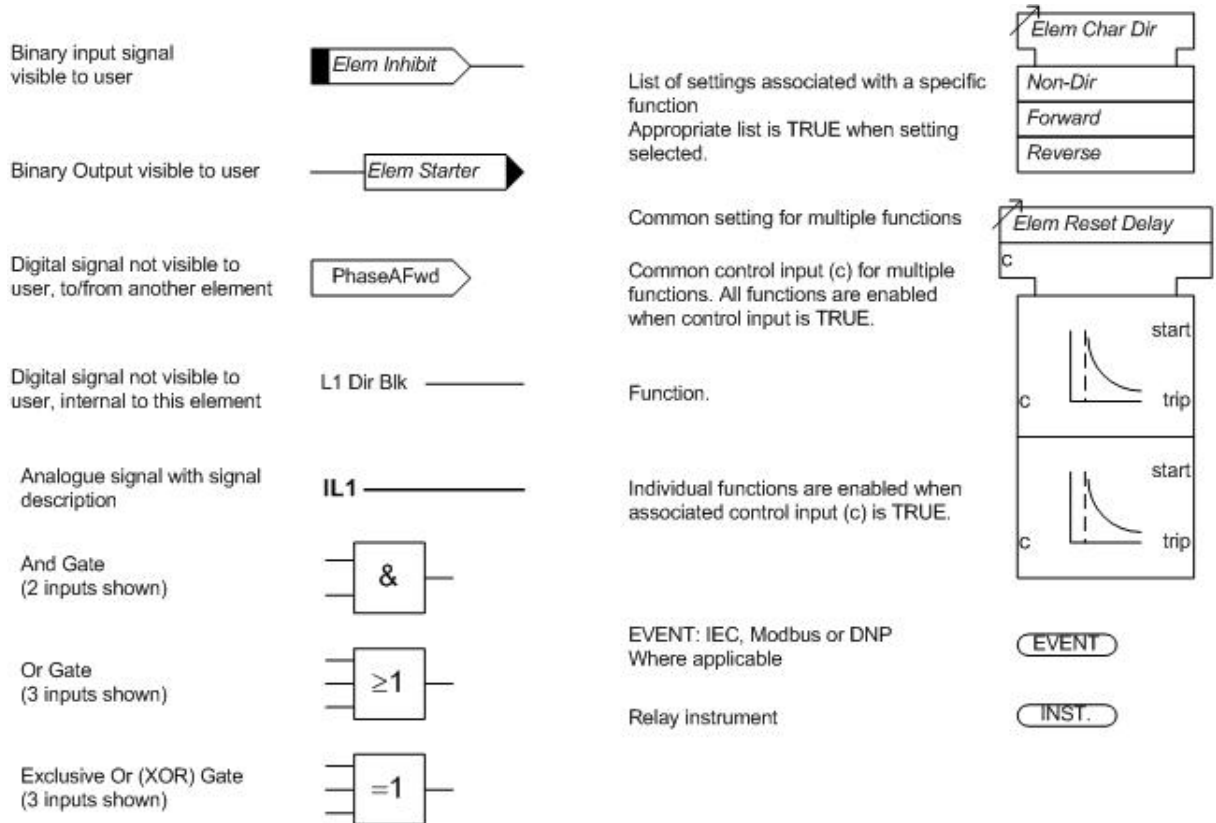 Binary input signal
visible to user
Elem Inhibit
Binary Output visible to user
Elem Starter
Digital signal not visible to
user, to/from another element
PhaseAFwd
Digital signal not visible to
user, internal to this element
L1 Dir Blk
Analogue signal with signal
description
IL1
And Gate
(2 inputs shown)
&
Or Gate
(3 inputs shown)
≥1
Exclusive Or (XOR) Gate
(3 inputs shown)
=1
List of settings associated with a specific
function
Appropriate list is TRUE when setting
selected.
Elem Char Dir
Non-Dir
Forward
Reverse
Common setting for multiple functions
Elem Reset Delay
Common control input (c) for multiple
functions. All functions are enabled
when control input is TRUE.
c
Function.
start
c
trip
Individual functions are enabled when
associated control input (c) is TRUE.
start
c
trip
EVENT: IEC, Modbus or DNP
Where applicable
EVENT
Relay instrument
INST.